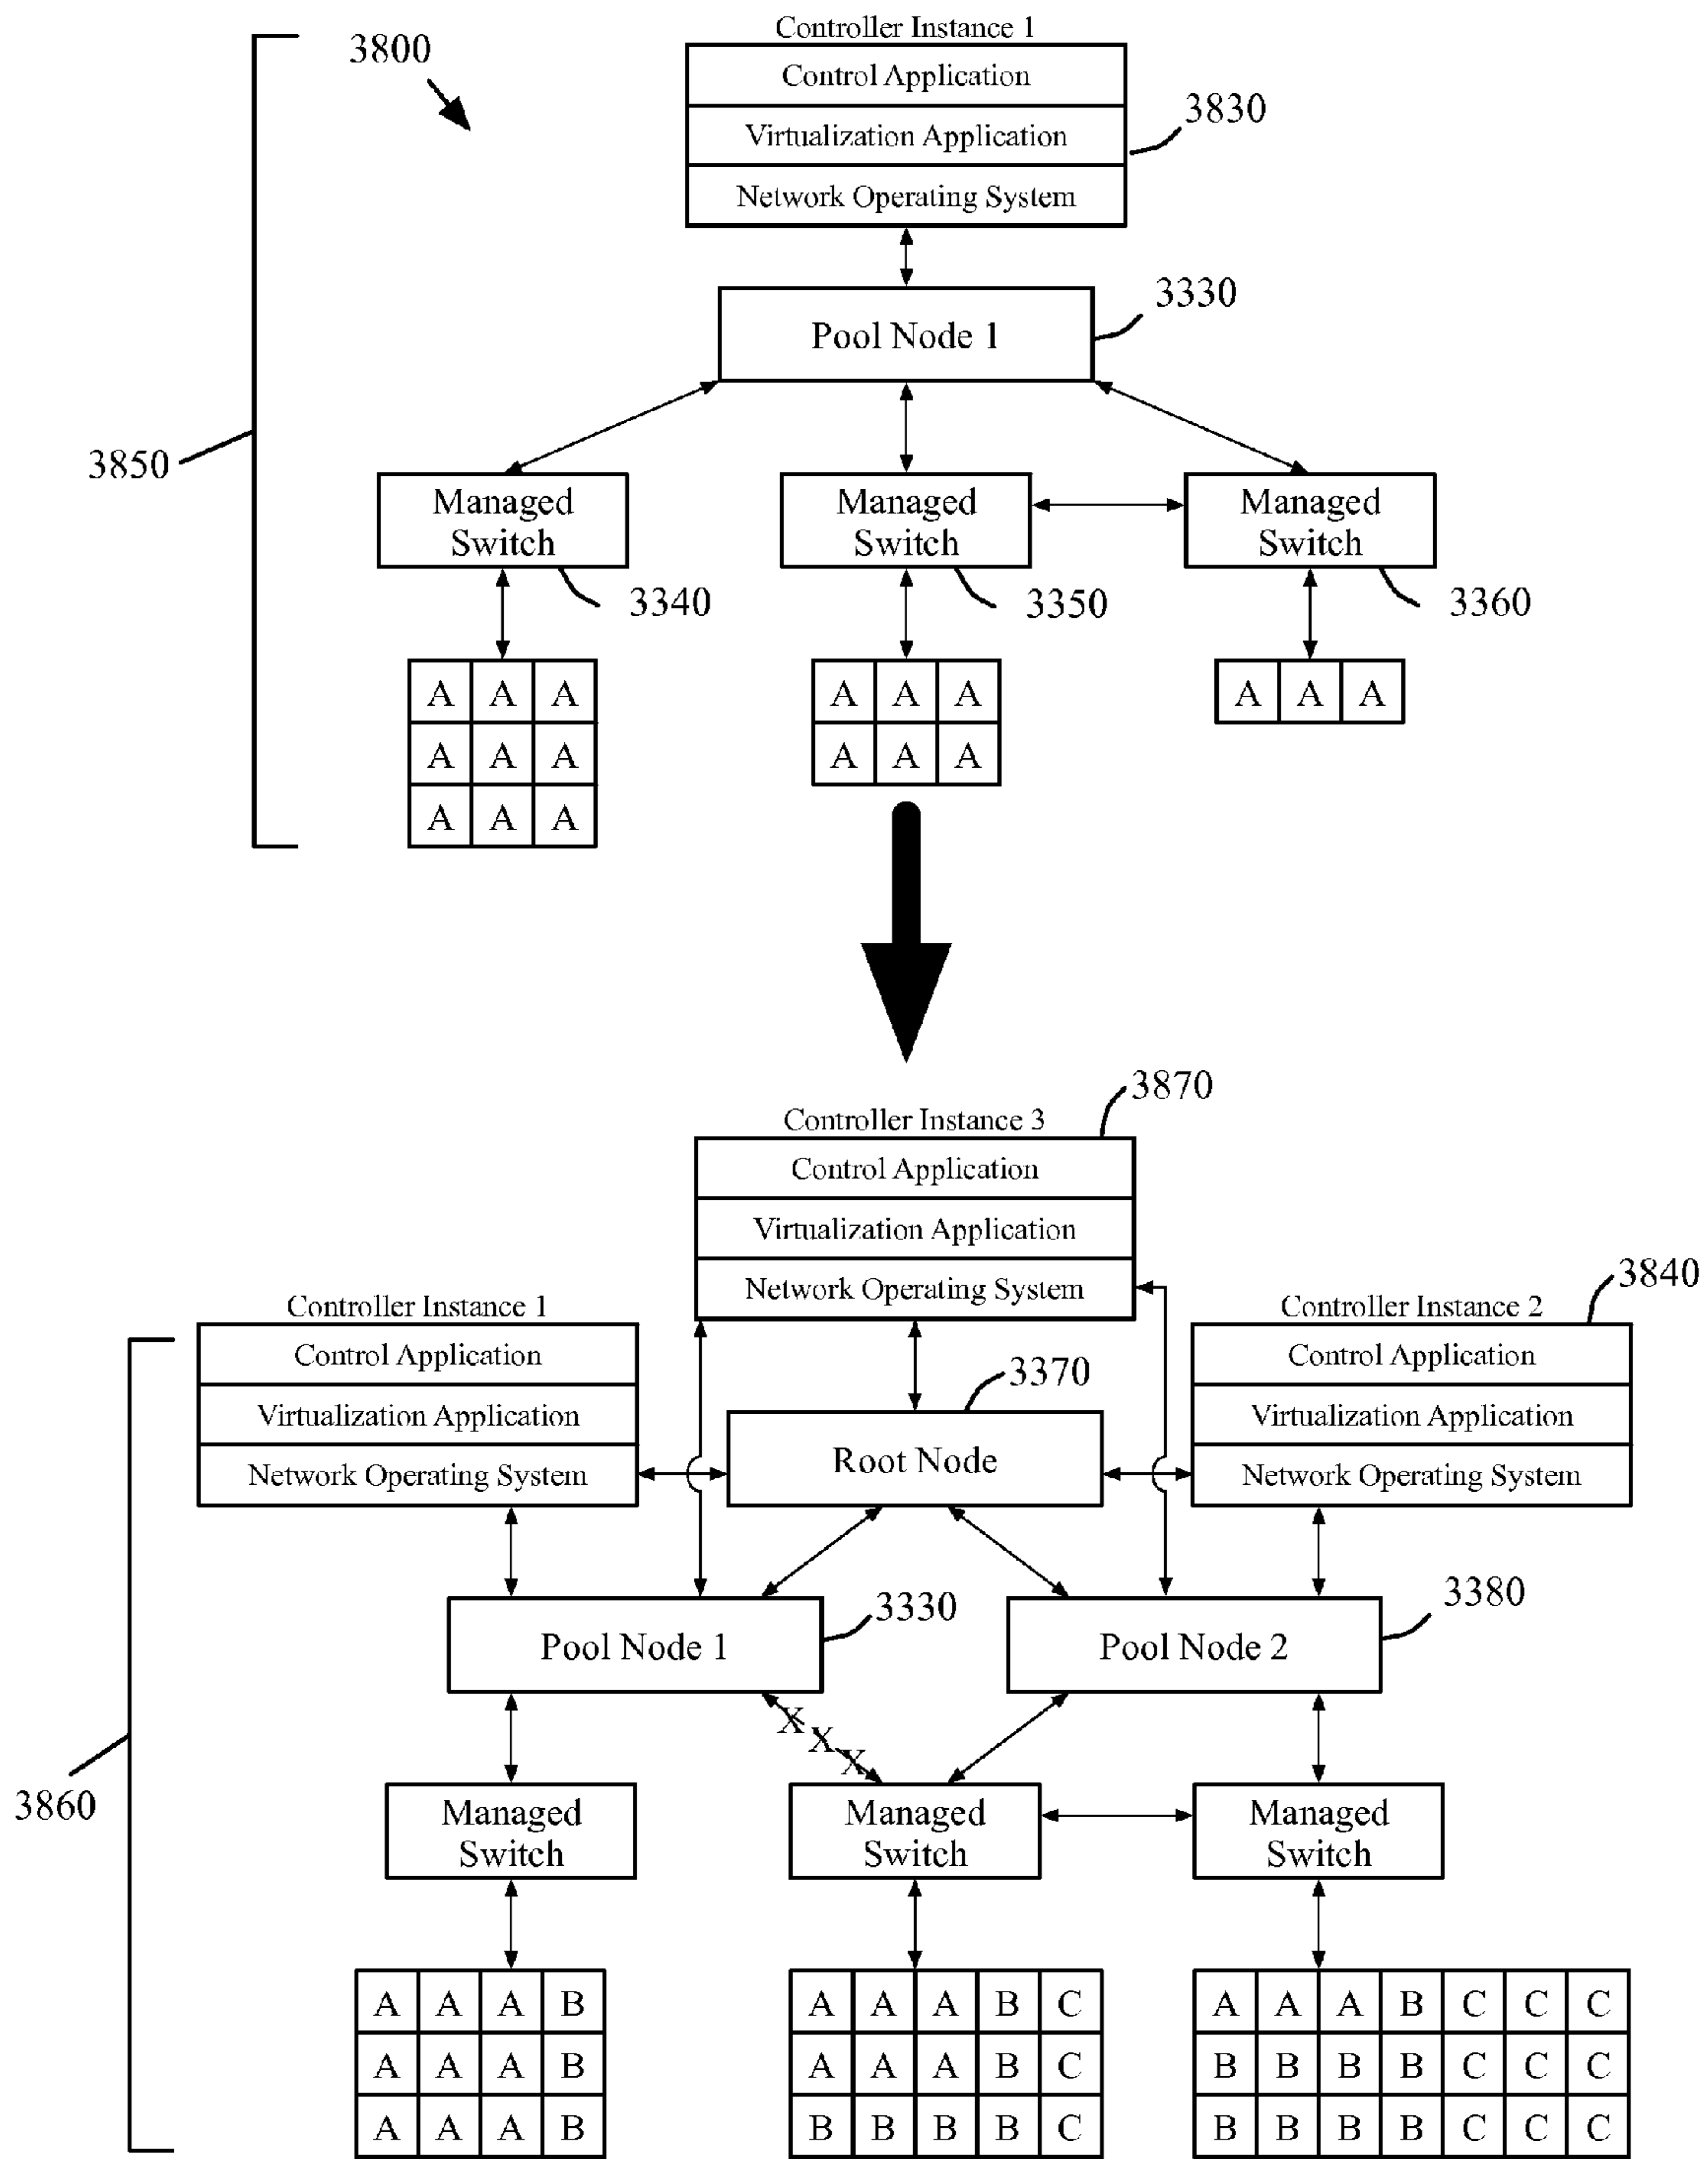 Controller Instance 1
3800
Control Application
3830
Virtualization Application
Network Operating System
3330
Pool Node 1
3850
Managed
Switch
Managed
Switch
Managed
Switch
3340
3350
3360
A A A
A A A
A A A
A A A
A A A
A A A
3870
Controller Instance 3
Control Application
Virtualization Application
Network Operating System
3840
Controller Instance 1
Control Application
Virtualization Application
Network Operating System
Controller Instance 2
Control Application
Virtualization Application
Network Operating System
3370
Root Node
3330
Pool Node 1
3380
Pool Node 2
X
X
X
3860
Managed
Switch
Managed
Switch
Managed
Switch
A A A B
A A A B
A A A B
A A A B C
A A A B C
B B B B C
A A A B C C C
B B B B C C C
B B B B C C C